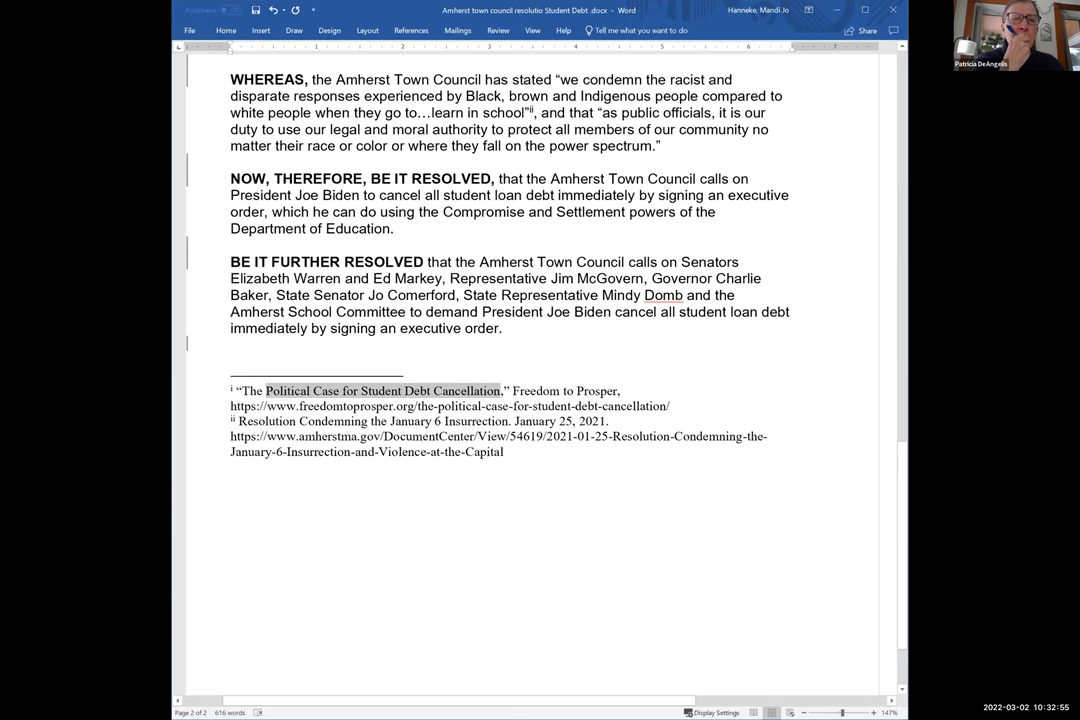 AutoSave Off
Amherst town council resolutio Student Debt .docx - Word
Hanneke, Mandi Jo
File Home Insert Draw Design Layout References Mailings Review View Help Tell me what you want to do Share
1 2 3 4 5 6 7
WHEREAS, the Amherst Town Council has stated “we condemn the racist and
disparate responses experienced by Black, brown and Indigenous people compared to
white people when they go to…learn in school”ii, and that “as public officials, it is our
duty to use our legal and moral authority to protect all members of our community no
matter their race or color or where they fall on the power spectrum.”
NOW, THEREFORE, BE IT RESOLVED, that the Amherst Town Council calls on
President Joe Biden to cancel all student loan debt immediately by signing an executive
order, which he can do using the Compromise and Settlement powers of the
Department of Education.
BE IT FURTHER RESOLVED that the Amherst Town Council calls on Senators
Elizabeth Warren and Ed Markey, Representative Jim McGovern, Governor Charlie
Baker, State Senator Jo Comerford, State Representative Mindy Domb and the
Amherst School Committee to demand President Joe Biden cancel all student loan debt
immediately by signing an executive order.
i “The Political Case for Student Debt Cancellation,” Freedom to Prosper,
https://www.freedomtoprosper.org/the-political-case-for-student-debt-cancellation/
ii Resolution Condemning the January 6 Insurrection. January 25, 2021.
https://www.amherstma.gov/DocumentCenter/View/54619/2021-01-25-Resolution-Condemning-the-
January-6-Insurrection-and-Violence-at-the-Capital
Page 2 of 2 616 words Display Settings 147%
Patricia DeAngelis
2022-03-02 10:32:55